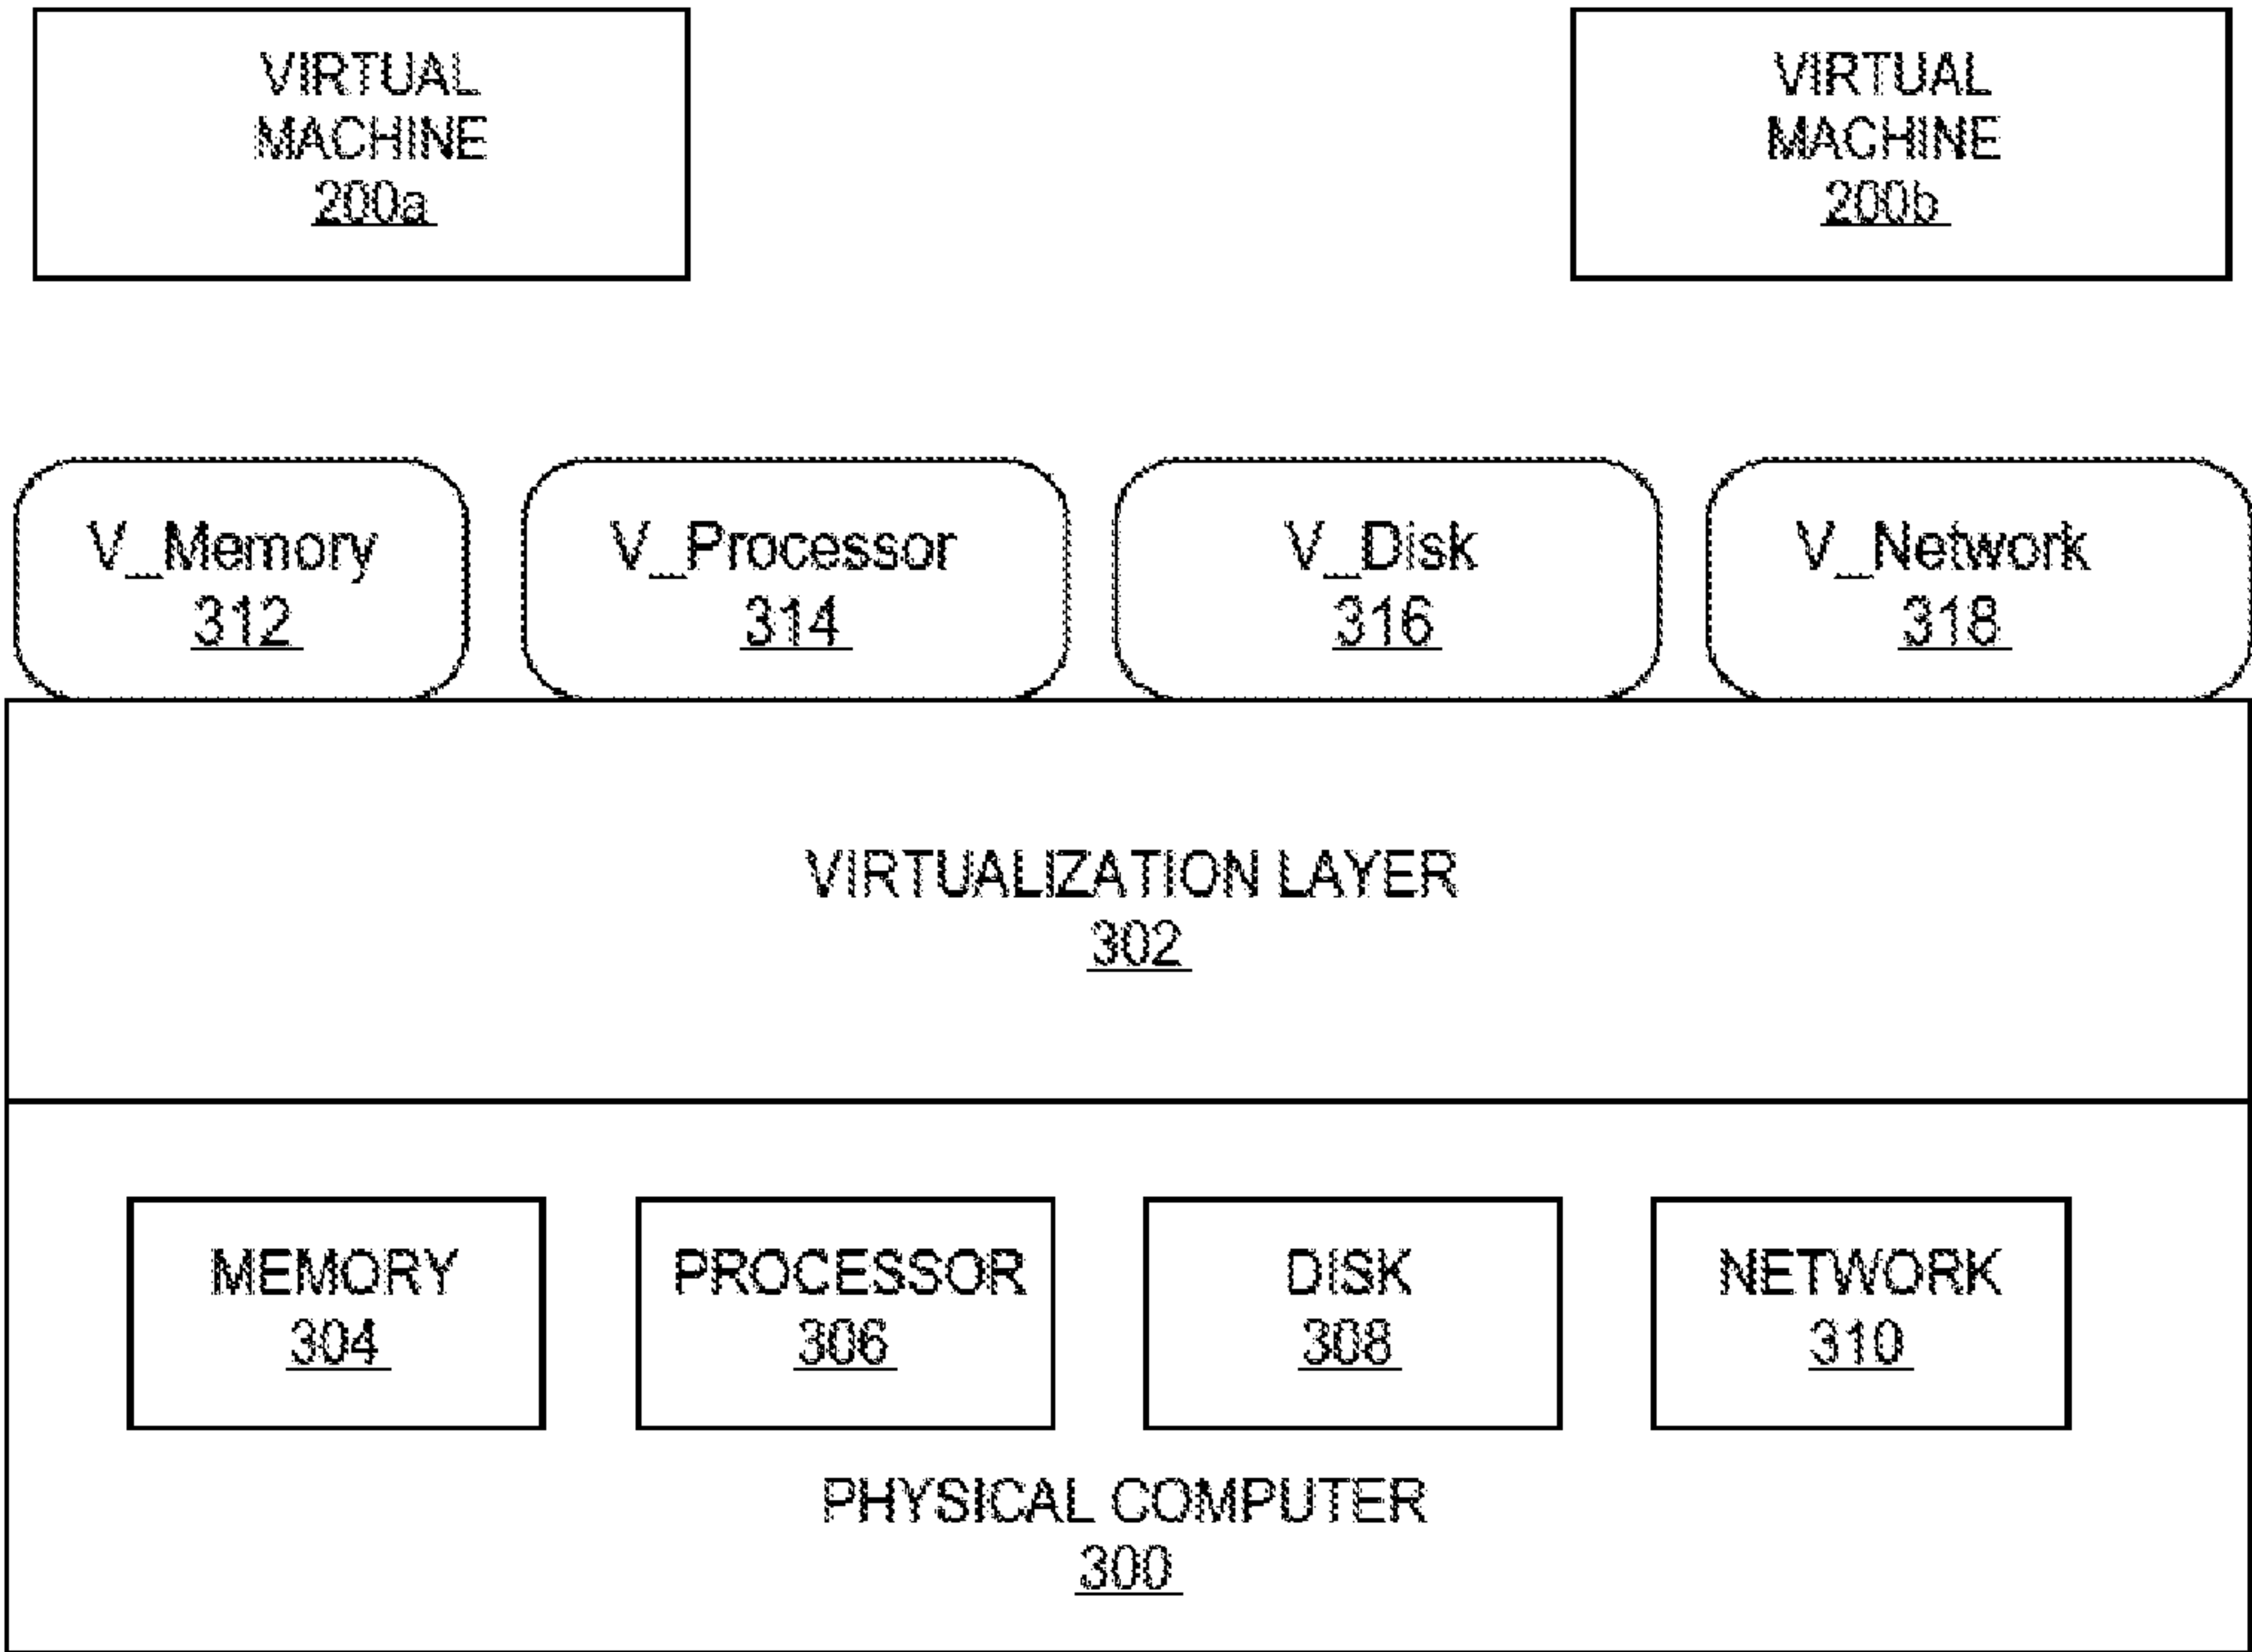 VIRTUAL
MACHINE
200a
VIRTUAL
MACHINE
200b
V_Memory
312
V_Processor
314
V_Disk
316
V_Network
318
VIRTUALIZATION LAYER
302
MEMORY
304
PROCESSOR
306
DISK
308
NETWORK
310
PHYSICAL COMPUTER
300